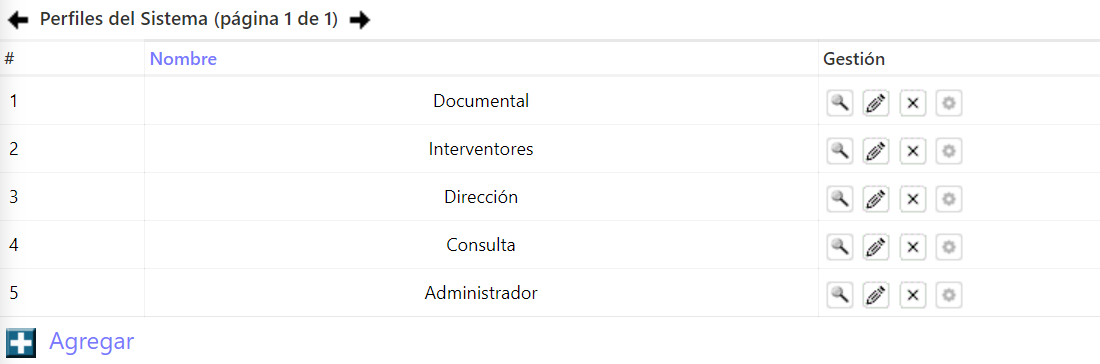 Perfiles del Sistema (página 1 de 1)
# Nombre Gestión
1 Documental
2 Interventores
3 Dirección
4 Consulta
5 Administrador
Agregar